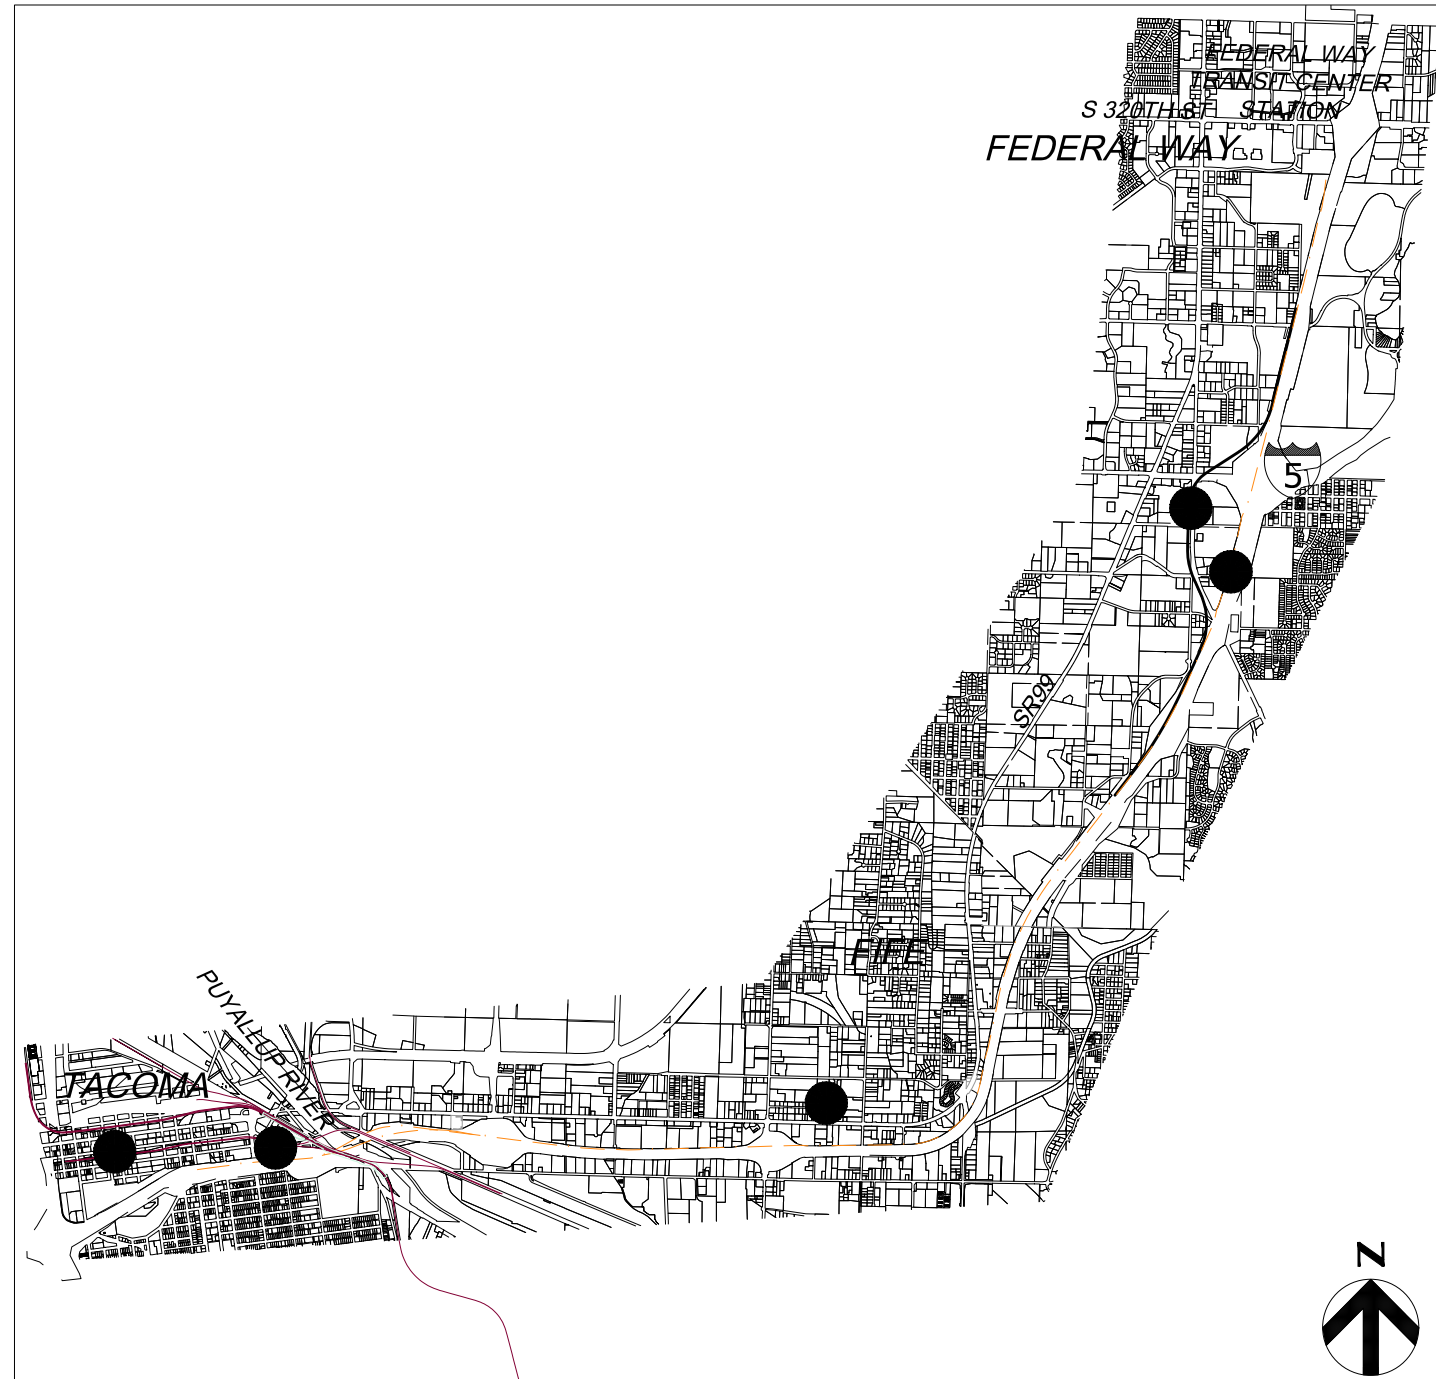 FEDERAL WAY
TRANSIT CENTER
STATION
S 320TH ST
FEDERAL WAY
5
SR99
FIFE
PUYALLUP RIVER
TACOMA
N